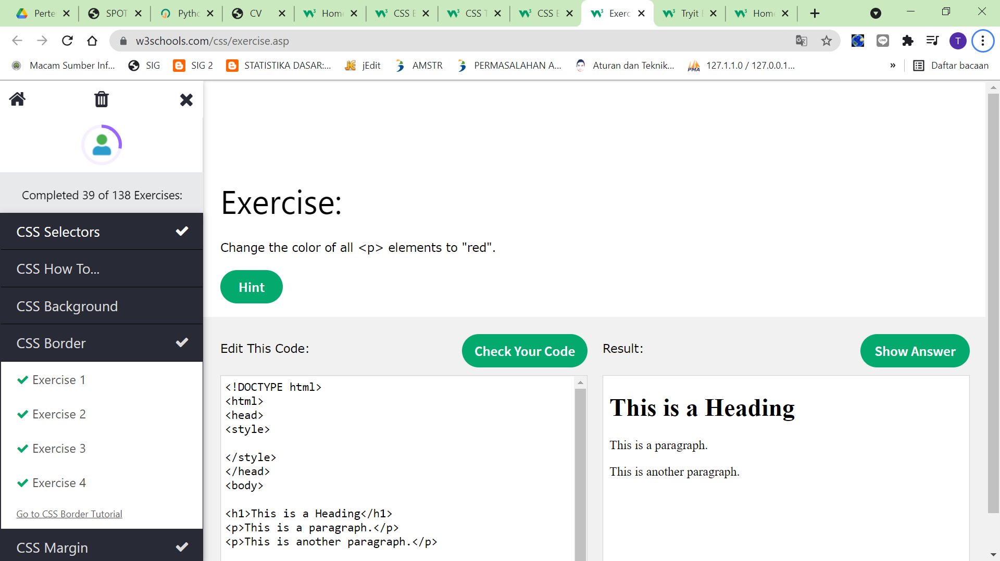 Perte
SPOT
Pytho
CV
Home
CSS E
CSS T
CSS E
Exerc
Tryit E
Home
w3schools.com/css/exercise.asp
T
Macam Sumber Inf...
SIG
SIG 2
STATISTIKA DASAR:...
jEdit
AMSTR
PERMASALAHAN A...
Aturan dan Teknik...
127.1.1.0 / 127.0.0.1...
»
Daftar bacaan
Completed 39 of 138 Exercises:
CSS Selectors
CSS How To...
CSS Background
CSS Border
Exercise 1
Exercise 2
Exercise 3
Exercise 4
Go to CSS Border Tutorial
CSS Margin
Exercise:
Change the color of all <p> elements to "red".
Hint
Edit This Code:
Check Your Code
<!DOCTYPE html>
<html>
<head>
<style>
</style>
</head>
<body>
<h1>This is a Heading</h1>
<p>This is a paragraph.</p>
<p>This is another paragraph.</p>
Result:
Show Answer
This is a Heading
This is a paragraph.
This is another paragraph.